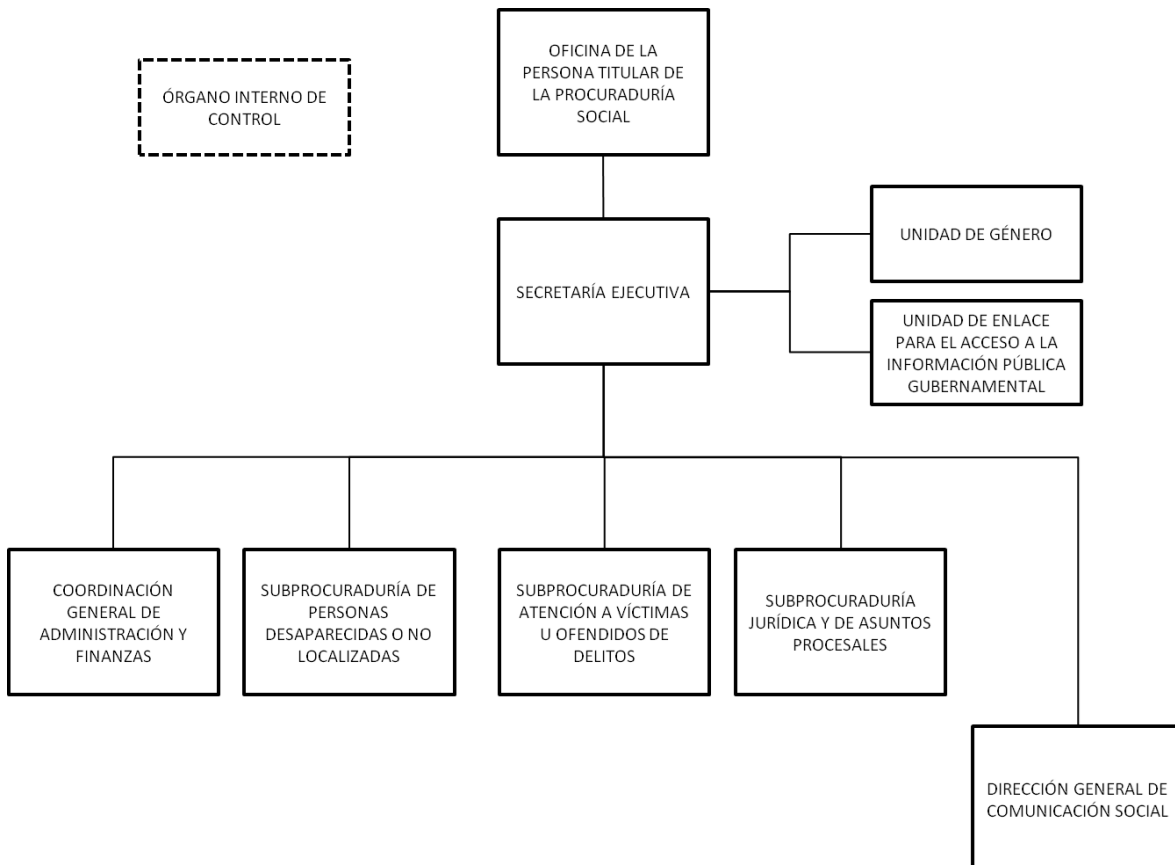 OFICINA DE LA
PERSONA TITULAR DE
LA PROCURADURÍA
SOCIAL
ÓRGANO INTERNO DE
CONTROL
SECRETARÍA EJECUTIVA
UNIDAD DE GÉNERO
UNIDAD DE ENLACE
PARA EL ACCESO A LA
INFORMACIÓN PÚBLICA
GUBERNAMENTAL
COORDINACIÓN
GENERAL DE
ADMINISTRACIÓN Y
FINANZAS
SUBPROCURADURÍA DE
PERSONAS
DESAPARECIDAS O NO
LOCALIZADAS
SUBPROCURADURÍA DE
ATENCIÓN A VÍCTIMAS
U OFENDIDOS DE
DELITOS
SUBPROCURADURÍA
JURÍDICA Y DE ASUNTOS
PROCESALES
DIRECCIÓN GENERAL DE
COMUNICACIÓN SOCIAL